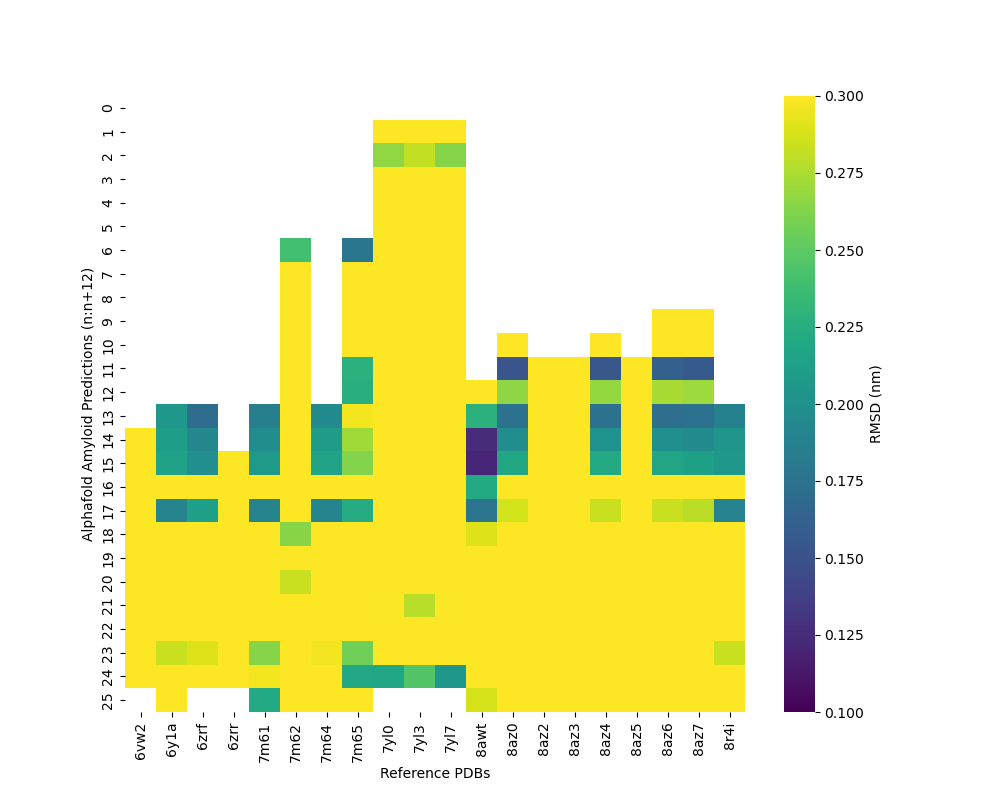 Alphafold Amyloid Predictions (n:n+12)
0
1
2
3
4
5
6
7
8
9
10
11
12
13
14
15
16
17
18
19
20
21
22
23
24
25
6vw2
6y1a
6zrf
6zrr
7m61
7m62
7m64
7m65
7yl0
7yl3
7yl7
8awt
8az0
8az2
8az3
8az4
8az5
8az6
8az7
8r4i
Reference PDBs
0.300
0.275
0.250
0.225
0.200
0.175
0.150
0.125
0.100
RMSD (nm)